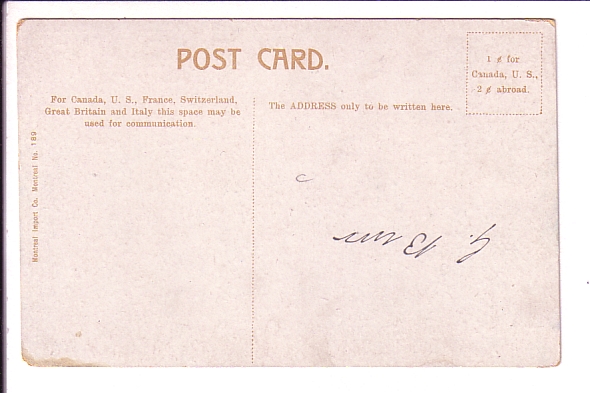 POST CARD.
1 ¢ for
Canada, U. S.,
2 ¢ abroad.
For Canada, U. S., France, Switzerland,
Great Britain and Italy this space may be
used for communication.
The ADDRESS only to be written here.
Montreal Import Co. Montreal No. 189